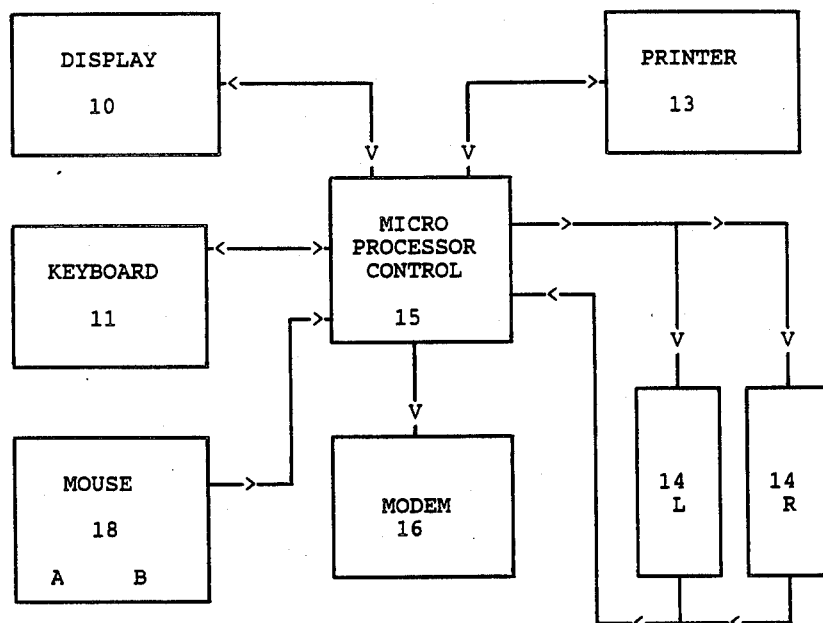 DISPLAY
10
PRINTER
13
MICRO
PROCESSOR
CONTROL
15
KEYBOARD
11
MOUSE
18
A B
MODEM
16
14
L
14
R